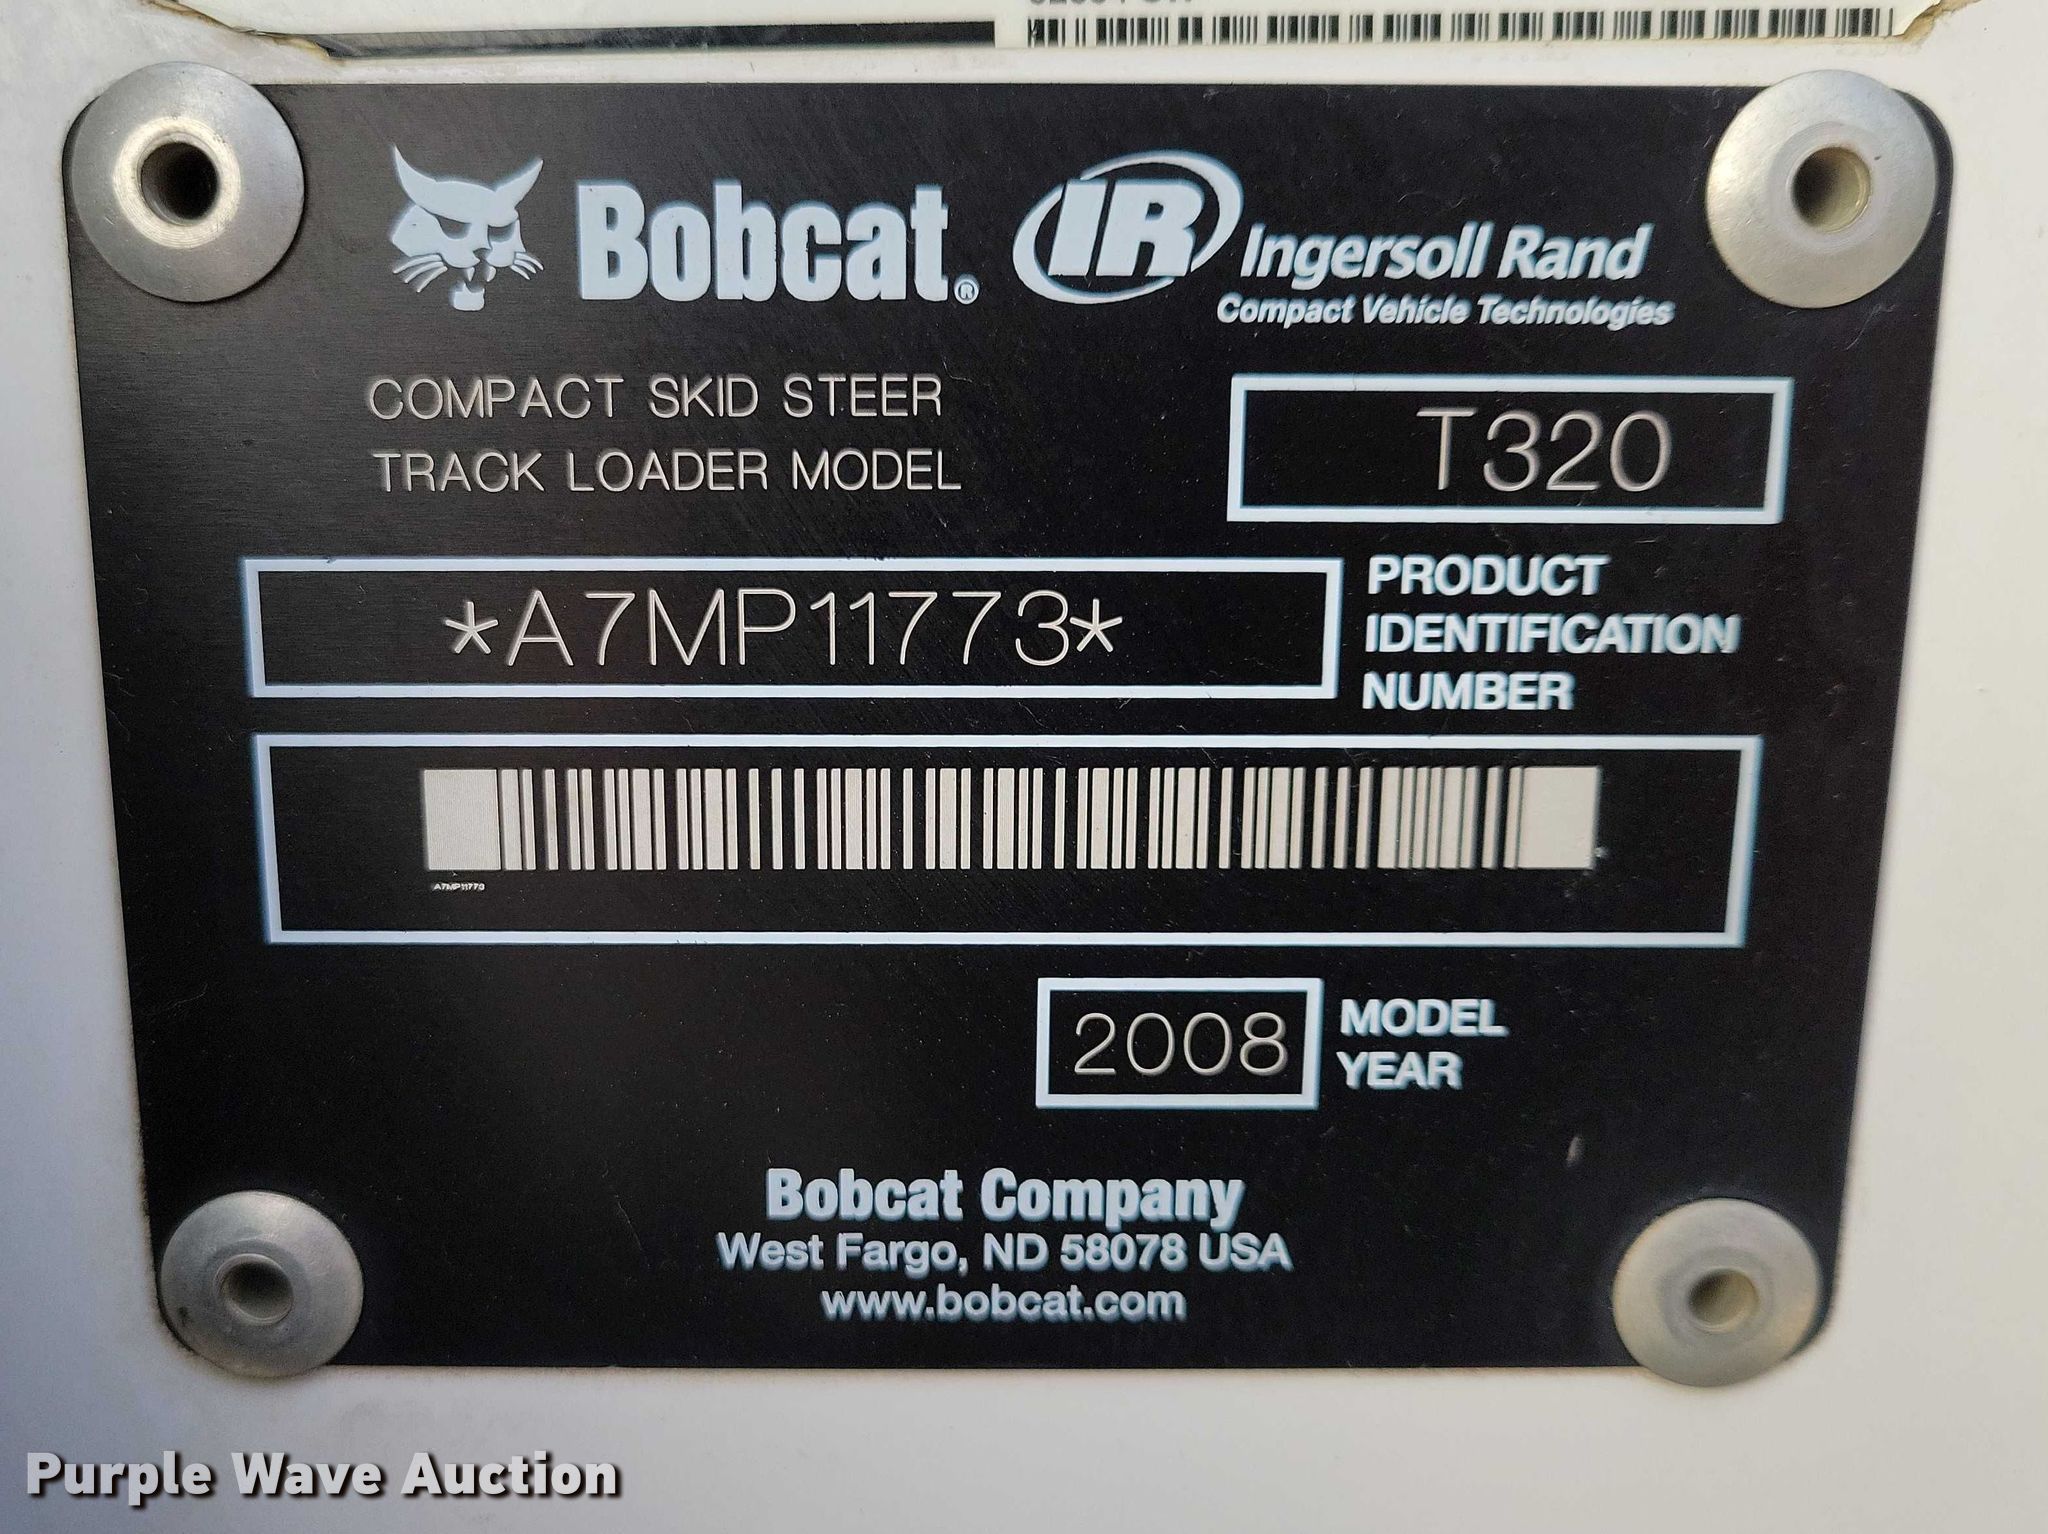 Bobcat® IR Ingersoll Rand
Compact Vehicle Technologies
COMPACT SKID STEER
TRACK LOADER MODEL
T320
*A7MP11773*
PRODUCT
IDENTIFICATION
NUMBER
A7MP11773
2008
MODEL
YEAR
Bobcat Company
West Fargo, ND 58078 USA
www.bobcat.com
Purple Wave Auction